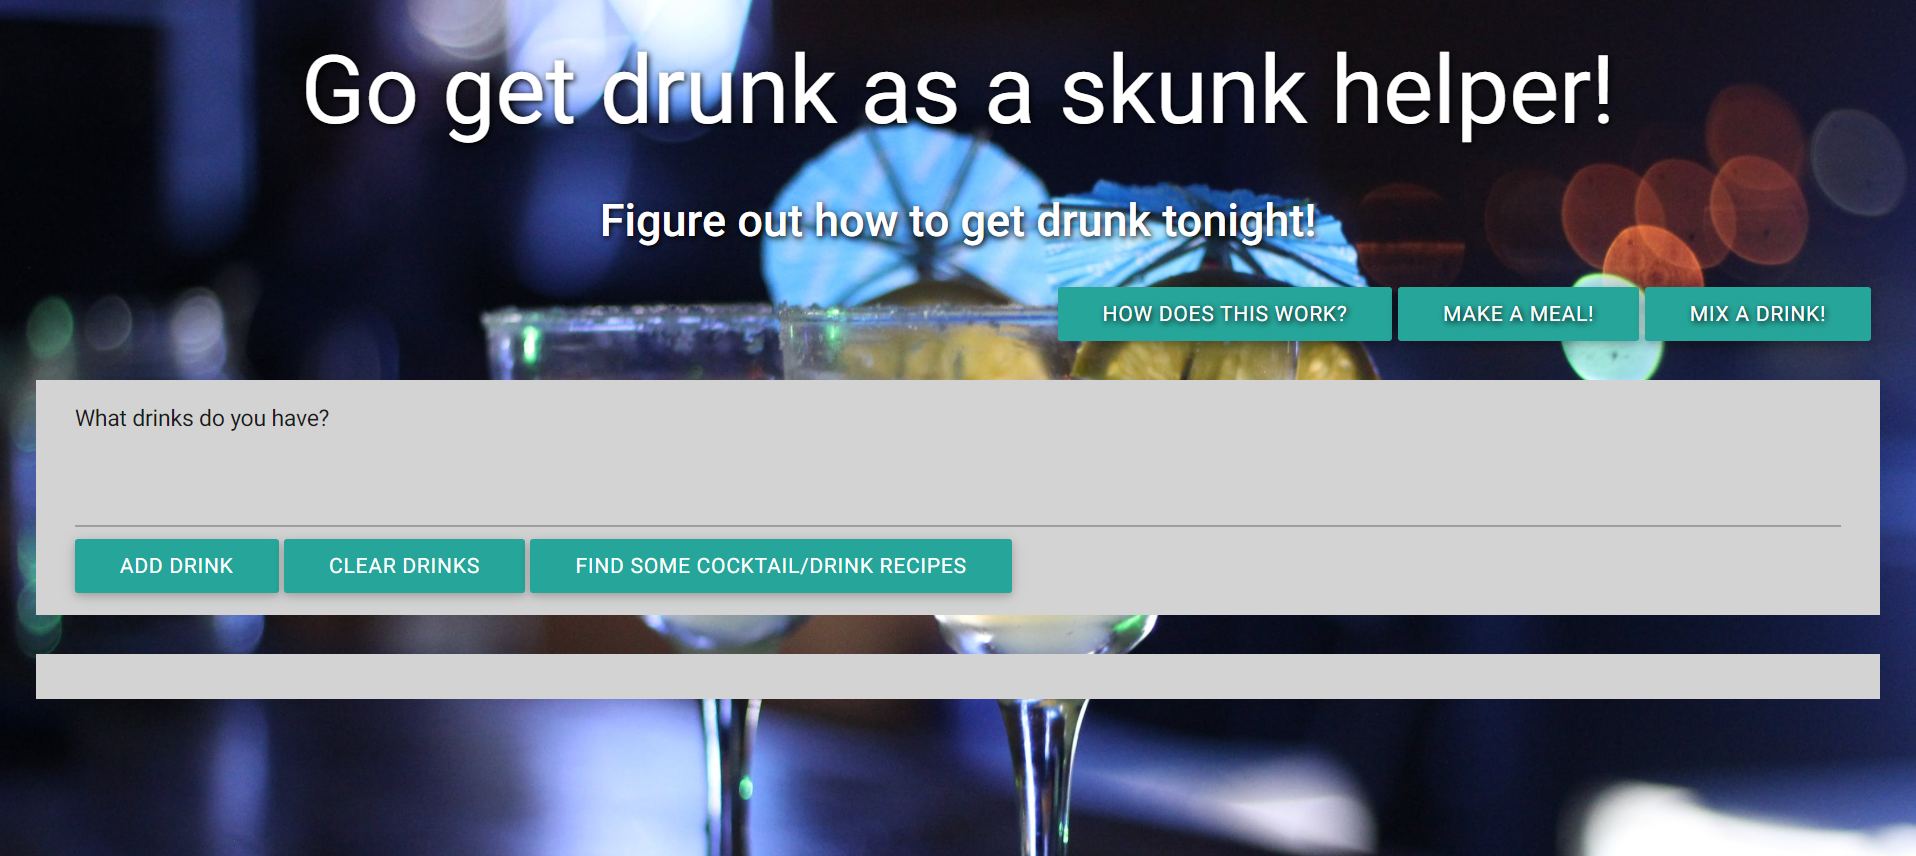 Go get drunk as a skunk helper!
Figure out how to get drunk tonight!
HOW DOES THIS WORK? MAKE A MEAL! MIX A DRINK!
What drinks do you have?
ADD DRINK CLEAR DRINKS FIND SOME COCKTAIL/DRINK RECIPES